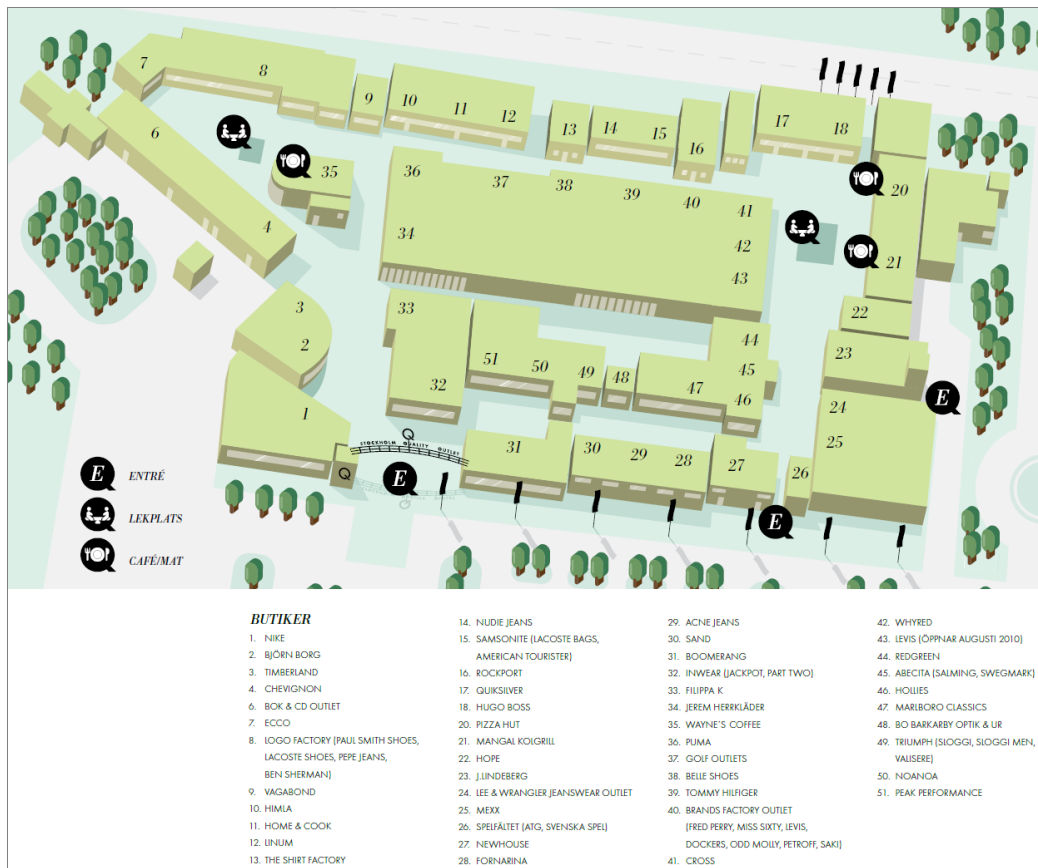 7
8
9
10
11
12
13
14
15
16
17
18
6
35
36
37
38
39
40
41
20
4
34
42
43
21
3
2
33
22
44
23
51
50
49
48
47
45
32
46
24
1
25
STOCKHOLM QUALITY OUTLET
31
30
29
28
27
26
E
E
E
E ENTRÉ
LEKPLATS
CAFÉ/MAT
BUTIKER
1. NIKE
2. BJÖRN BORG
3. TIMBERLAND
4. CHEVIGNON
6. BOK & CD OUTLET
7. ECCO
8. LOGO FACTORY (PAUL SMITH SHOES,
LACOSTE SHOES, PEPE JEANS,
BEN SHERMAN)
9. VAGABOND
10. HIMLA
11. HOME & COOK
12. LINUM
13. THE SHIRT FACTORY
14. NUDIE JEANS
15. SAMSONITE (LACOSTE BAGS,
AMERICAN TOURISTER)
16. ROCKPORT
17. QUIKSILVER
18. HUGO BOSS
20. PIZZA HUT
21. MANGAL KOLGRILL
22. HOPE
23. J.LINDEBERG
24. LEE & WRANGLER JEANSWEAR OUTLET
25. MEXX
26. SPELFÄLTET (ATG, SVENSKA SPEL)
27. NEWHOUSE
28. FORNARINA
29. ACNE JEANS
30. SAND
31. BOOMERANG
32. INWEAR (JACKPOT, PART TWO)
33. FILIPPA K
34. JEREM HERRKLÄDER
35. WAYNE'S COFFEE
36. PUMA
37. GOLF OUTLETS
38. BELLE SHOES
39. TOMMY HILFIGER
40. BRANDS FACTORY OUTLET
(FRED PERRY, MISS SIXTY, LEVIS,
DOCKERS, ODD MOLLY, PETROFF, SAKI)
41. CROSS
42. WHYRED
43. LEVIS (ÖPPNAR AUGUSTI 2010)
44. REDGREEN
45. ABECITA (SALMING, SWEGMARK)
46. HOLLIES
47. MARLBORO CLASSICS
48. BO BARKARBY OPTIK & UR
49. TRIUMPH (SLOGGI, SLOGGI MEN,
VALISERE)
50. NOANOA
51. PEAK PERFORMANCE